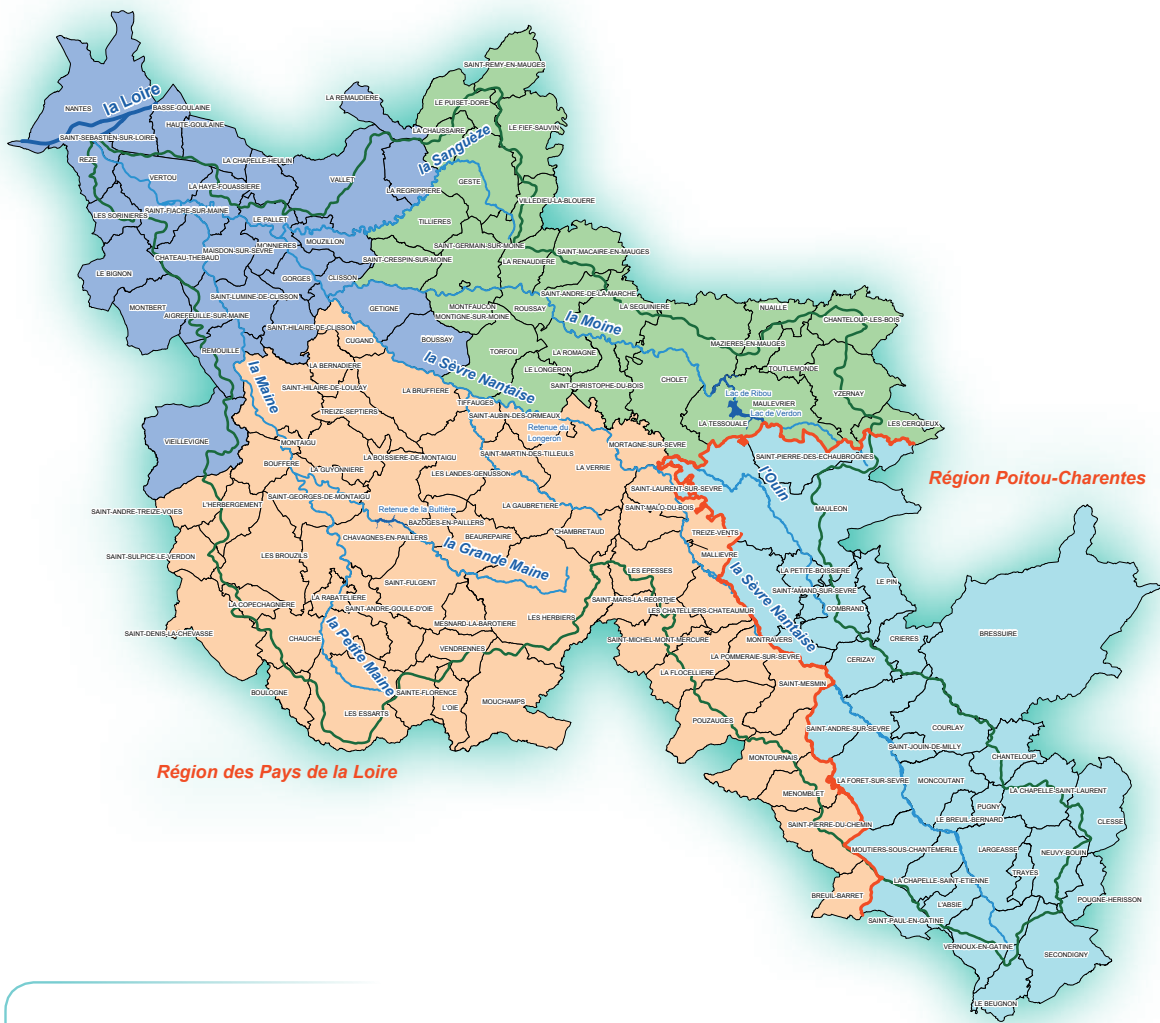 SAINT-REMY-EN-MAUGES
LA REMAUDIERE
LE PUISET-DORE
NANTES
la Loire
BASSE-GOULAINE
HAUTE-GOULAINE
LA CHAUSSAIRE
LE FIEF-SAUVIN
SAINT-SEBASTIEN-SUR-LOIRE
REZE
LA CHAPELLE-HEULIN
la Sanguèze
VERTOU
VALLET
GESTE
LA HAYE-FOUASSIERE
LA REGRIPPIERE
VILLEDIEU-LA-BLOUERE
LES SORINIERES
SAINT-FIACRE-SUR-MAINE
LE PALLET
TILLIERES
MOUZILLON
MONNIERES
SAINT-GERMAIN-SUR-MOINE
MAISDON-SUR-SEVRE
CHATEAU-THEBAUD
SAINT-MACAIRE-EN-MAUGES
SAINT-CRESPIN-SUR-MOINE
LA RENAUDIERE
LE BIGNON
GORGES
CLISSON
SAINT-LUMINE-DE-CLISSON
SAINT-ANDRE-DE-LA-MARCHE
MONTBERT
GETIGNE
MONTFAUCON
ROUSSAY
LA SEGUINIERE
NUAILLE
AIGREFEUILLE-SUR-MAINE
MONTIGNE-SUR-MOINE
CHANTELOUP-LES-BOIS
la Moine
SAINT-HILAIRE-DE-CLISSON
CUGAND
BOUSSAY
MAZIERES-EN-MAUGES
REMOUILLE
TORFOU
LA ROMAGNE
la Sèvre Nantaise
la Maine
LA BERNADIERE
LE LONGERON
TOUTLEMONDE
CHOLET
SAINT-HILAIRE-DE-LOULAY
LA BRUFFIERE
SAINT-CHRISTOPHE-DU-BOIS
Lac de Ribou
YZERNAY
TIFFAUGES
MAULEVRIER
TREIZE-SEPTIERS
SAINT-AUBIN-DES-ORMEAUX
Lac de Verdon
LA TESSOUALE
LES CERQUEUX
Retenue du
Longeron
VIEILLEVIGNE
MONTAIGU
MORTAGNE-SUR-SEVRE
SAINT-MARTIN-DES-TILLEULS
SAINT-PIERRE-DES-ECHAUBROGNES
BOUFFERE
LA BOISSIERE-DE-MONTAIGU
LA GUYONNIERE
LA VERRIE
l'Ouin
LES LANDES-GENUSSON
Région Poitou-Charentes
SAINT-LAURENT-SUR-SEVRE
SAINT-GEORGES-DE-MONTAIGU
L'HERBERGEMENT
LA GAUBRETIERE
SAINT-MALO-DU-BOIS
MAULEON
SAINT-ANDRE-TREIZE-VOIES
Retenue de la Bultière
BAZOGES-EN-PAILLERS
CHAMBRETAUD
TREIZE-VENTS
CHAVAGNES-EN-PAILLERS
BEAUREPAIRE
la Grande Maine
MALLIEVRE
SAINT-SULPICE-LE-VERDON
LES BROUZILS
LES EPESSES
LA PETITE-BOISSIERE
la Sèvre Nantaise
SAINT-FULGENT
LE PIN
SAINT-AMAND-SUR-SEVRE
LA RABATELIERE
LA COPECHAGNIERE
SAINT-MARS-LA-REORTHE
SAINT-ANDRE-GOULE-D'OIE
LES CHATELLIERS-CHATEAUMUR
COMBRAND
LES HERBIERS
MESNARD-LA-BAROTIERE
SAINT-DENIS-LA-CHEVASSE
BRESSUIRE
CHAUCHE
SAINT-MICHEL-MONT-MERCURE
MONTRAVERS
CRIERES
la Petite Maine
VENDRENNES
LA POMMERAIE-SUR-SEVRE
CERIZAY
LA FLOCELLIERE
SAINT-MESMIN
BOULOGNE
SAINTE-FLORENCE
MOUCHAMPS
L'OIE
LES ESSARTS
POUZAUGES
SAINT-ANDRE-SUR-SEVRE
COURLAY
SAINT-JOUIN-DE-MILLY
MONTOURNAIS
CHANTELOUP
Région des Pays de la Loire
LA FORET-SUR-SEVRE
MONCOUTANT
LA CHAPELLE-SAINT-LAURENT
MENOMBLET
PUGNY
LE BREUIL-BERNARD
CLESSE
SAINT-PIERRE-DU-CHEMIN
MOUTIERS-SOUS-CHANTEMERLE
LARGEASSE
NEUVY-BOUIN
TRAYES
LA CHAPELLE-SAINT-ETIENNE
BREUIL-BARRET
L'ABSIE
POUGNE-HERISSON
SAINT-PAUL-EN-GATINE
VERNOUX-EN-GATINE
SECONDIGNY
LE BEUGNON